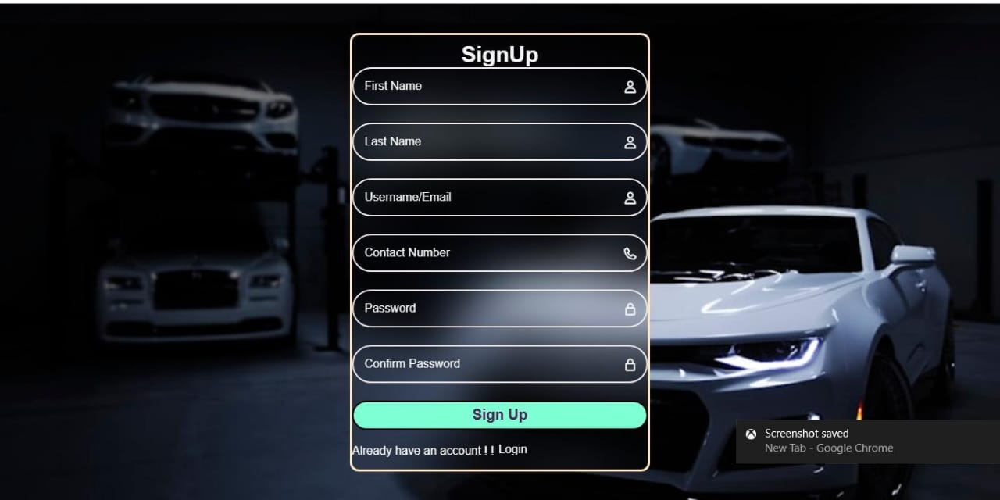 SignUp
First Name
Last Name
Username/Email
Contact Number
Password
Confirm Password
Sign Up
Already have an account ! ! Login
Screenshot saved
New Tab - Google Chrome